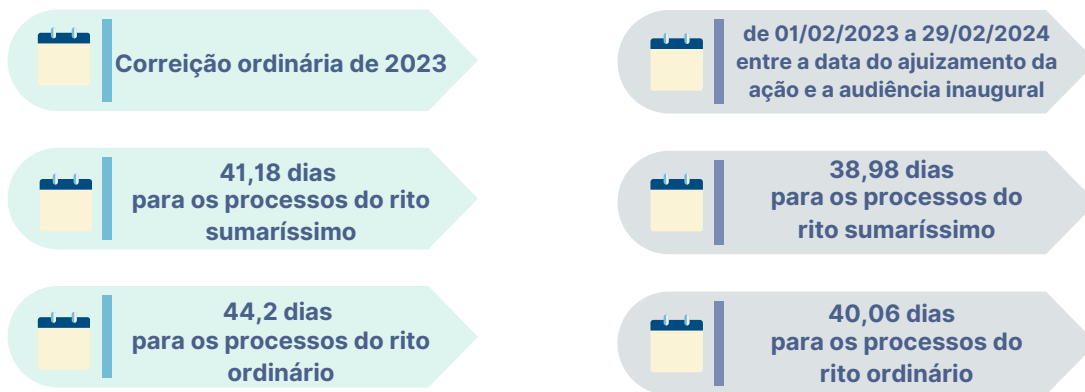 Correição ordinária de 2023
41,18 dias
para os processos do rito
sumaríssimo
44,2 dias
para os processos do rito
ordinário
de 01/02/2023 a 29/02/2024
entre a data do ajuizamento da
ação e a audiência inaugural
38,98 dias
para os processos do
rito sumaríssimo
40,06 dias
para os processos do
rito ordinário